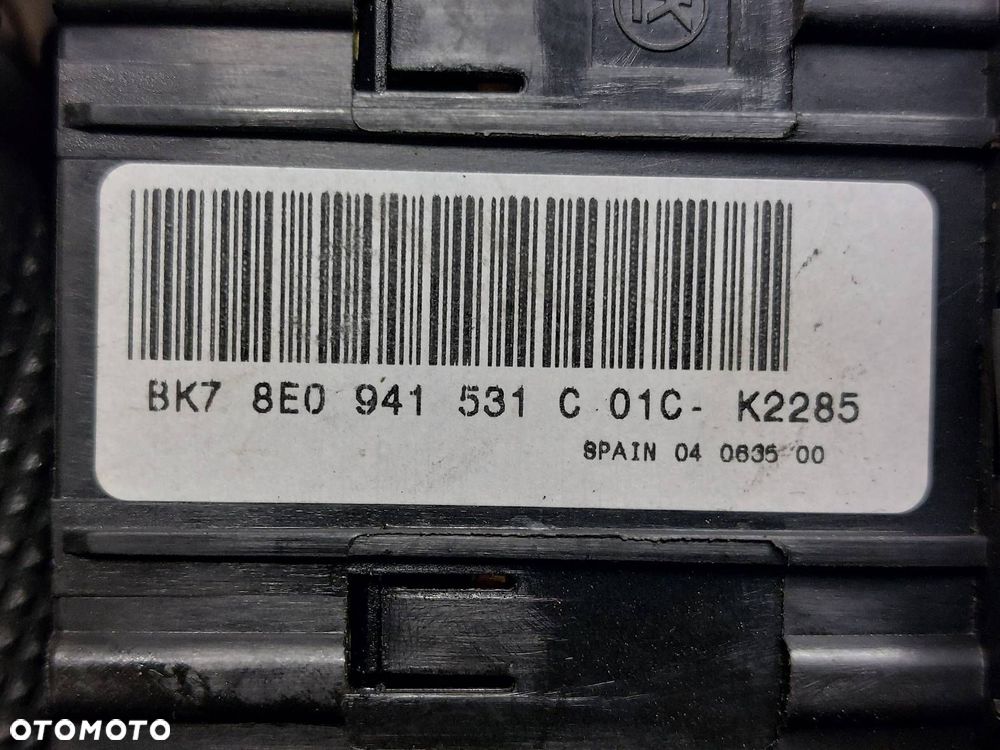 BK7 8E0 941 531 C 01C- K2285
SPAIN 04 0635 00
OTOMOTO